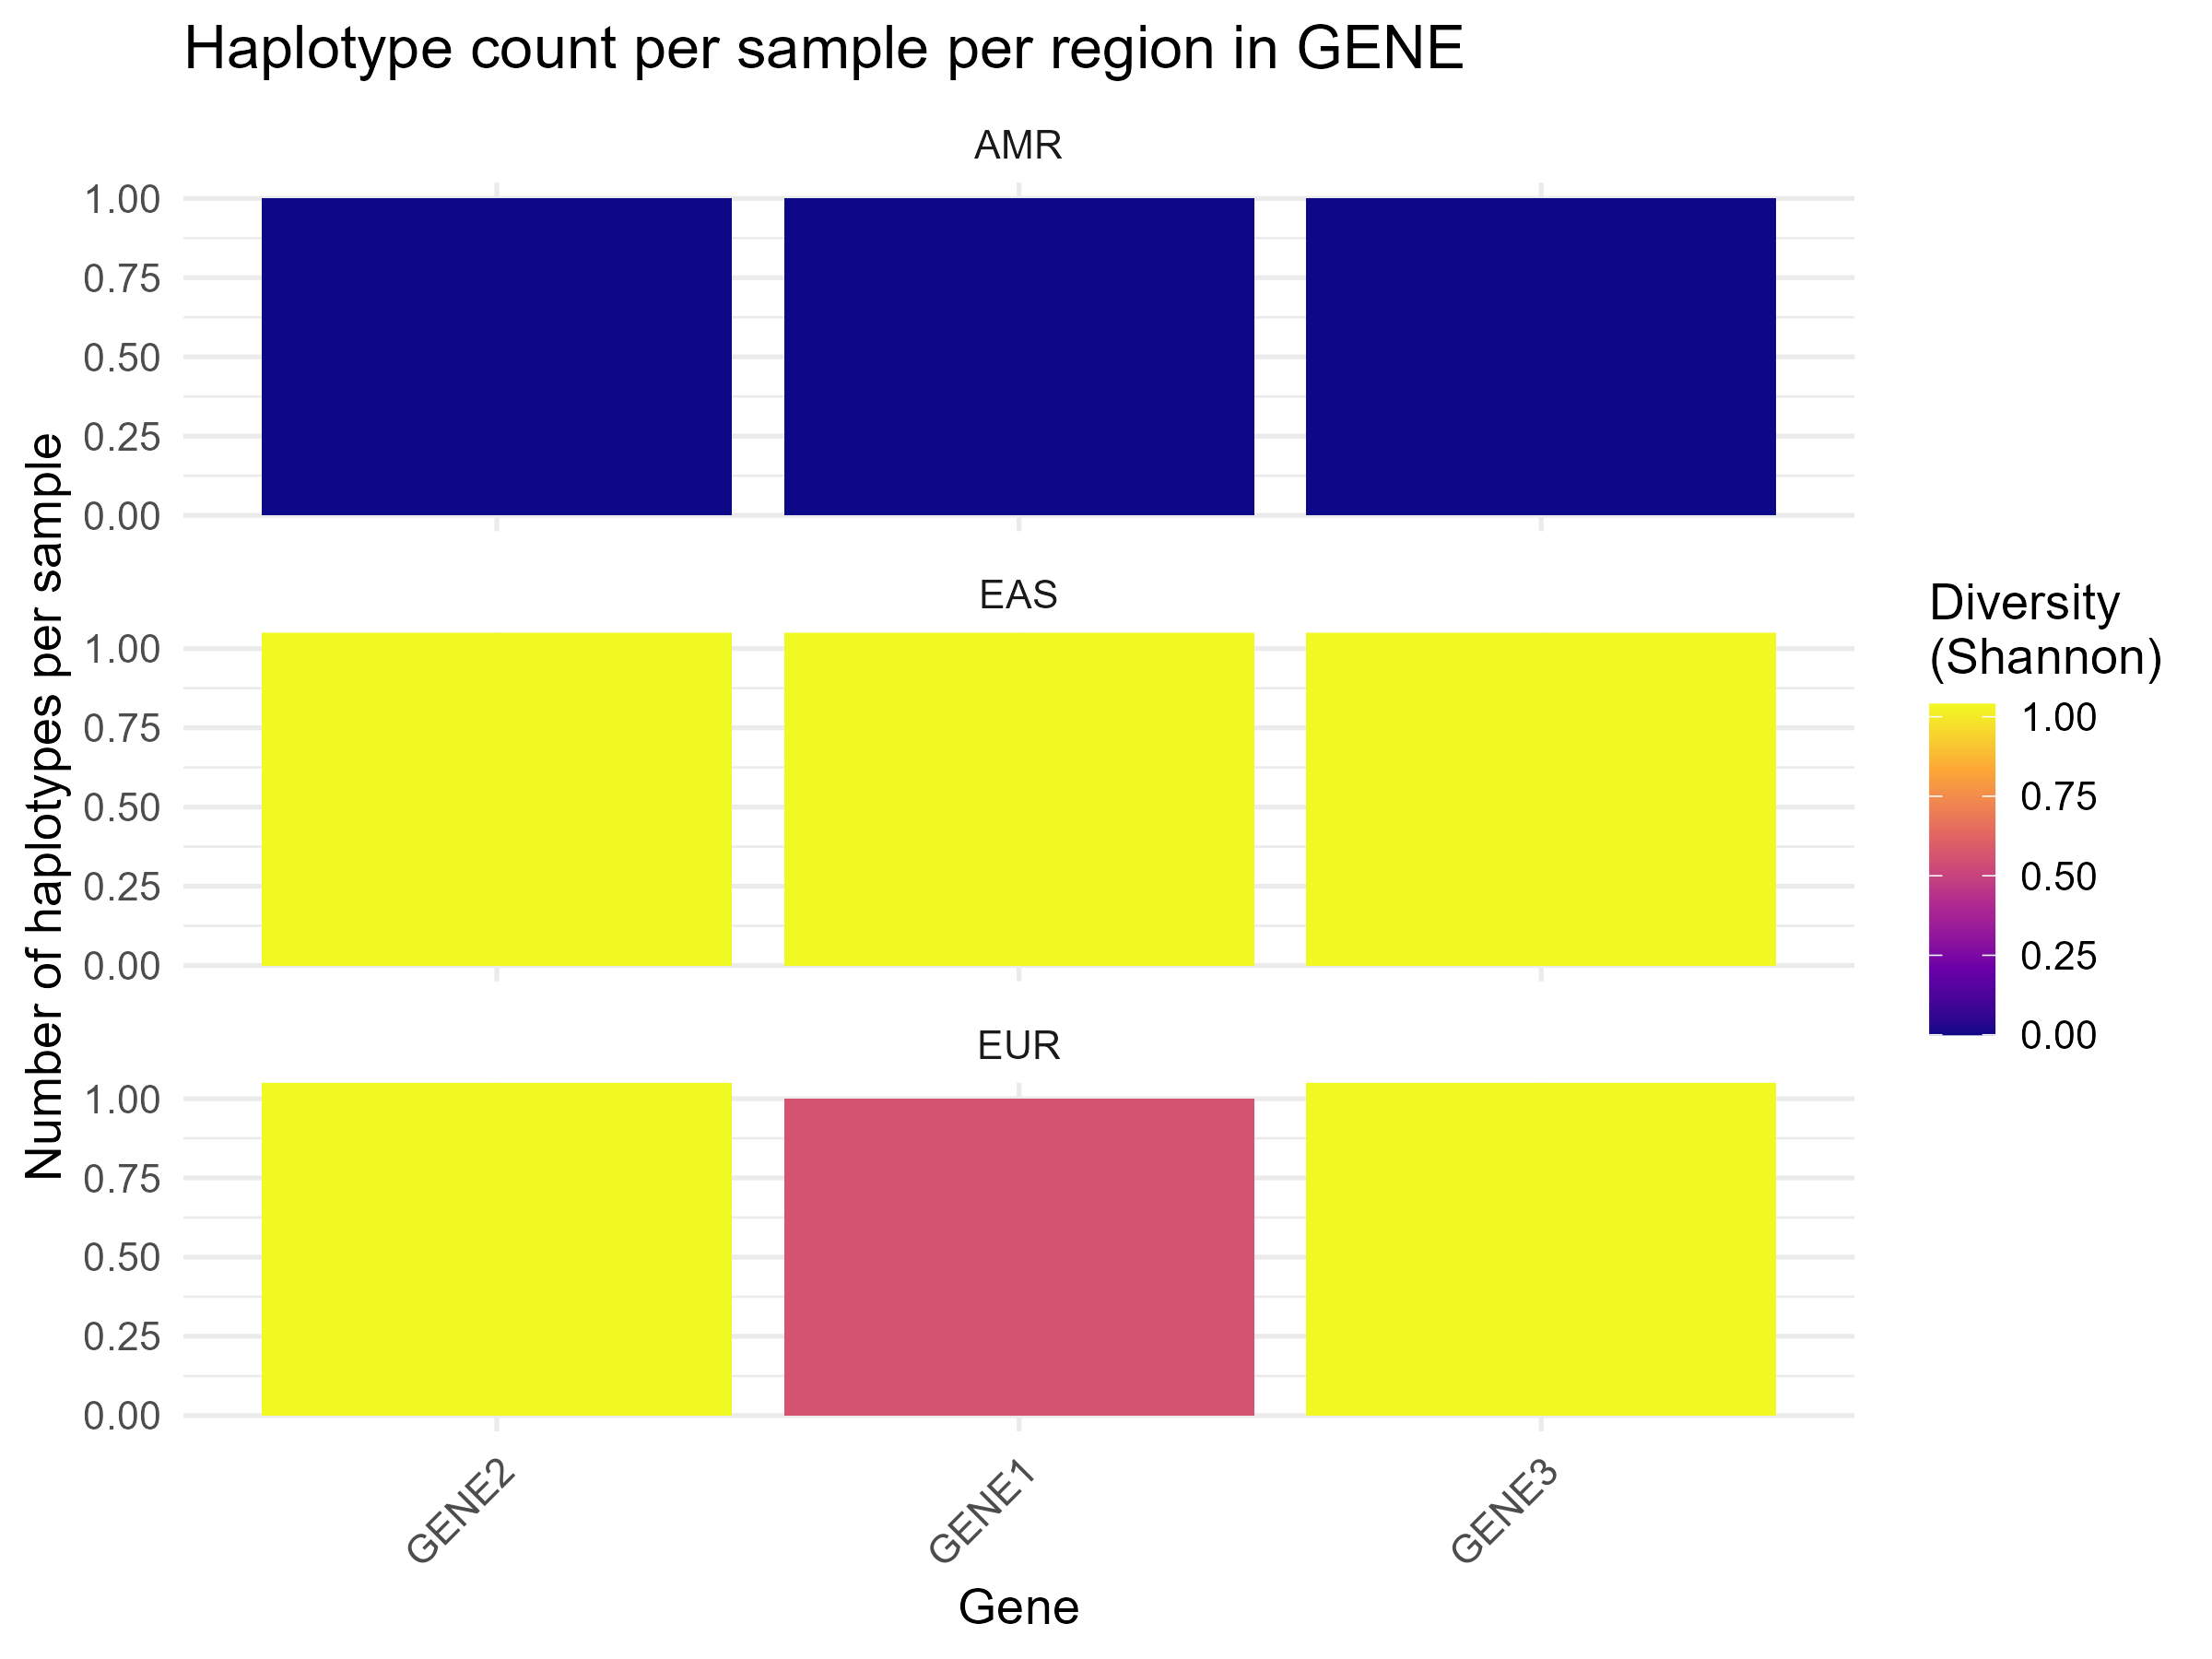 Haplotype count per sample per region in GENE
AMR
1.00
0.75
0.50
0.25
0.00
EAS
1.00
0.75
0.50
0.25
0.00
EUR
1.00
0.75
0.50
0.25
0.00
Number of haplotypes per sample
GENE2
GENE1
GENE3
Gene
Diversity
(Shannon)
1.00
0.75
0.50
0.25
0.00